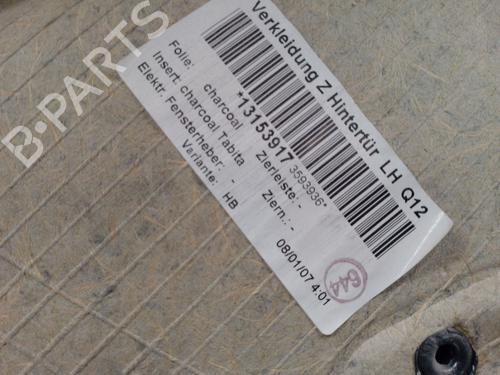 B-PARTS
Verkleidung Z Hintertür LH Q12
*13153917 3593936*
Folie: charcoal Zierleiste: -
Insert: charcoal Tabita Ziern.: -
Elektr. Fensterheber: -
Variante: HB 08/01/07 4:01
644